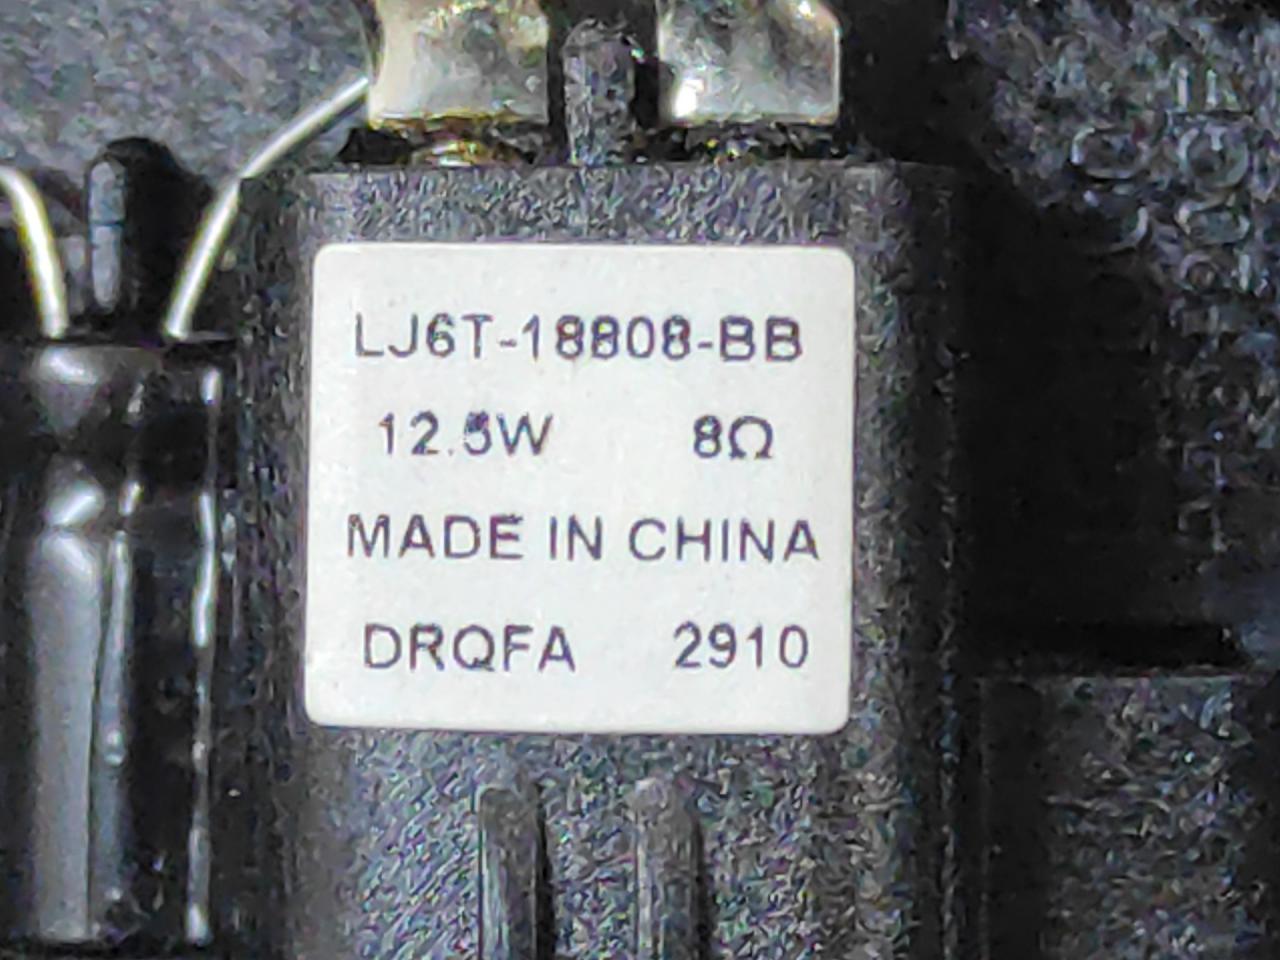 LJ6T-18808-BB
12.5W 8Ω
MADE IN CHINA
DRQFA 2910